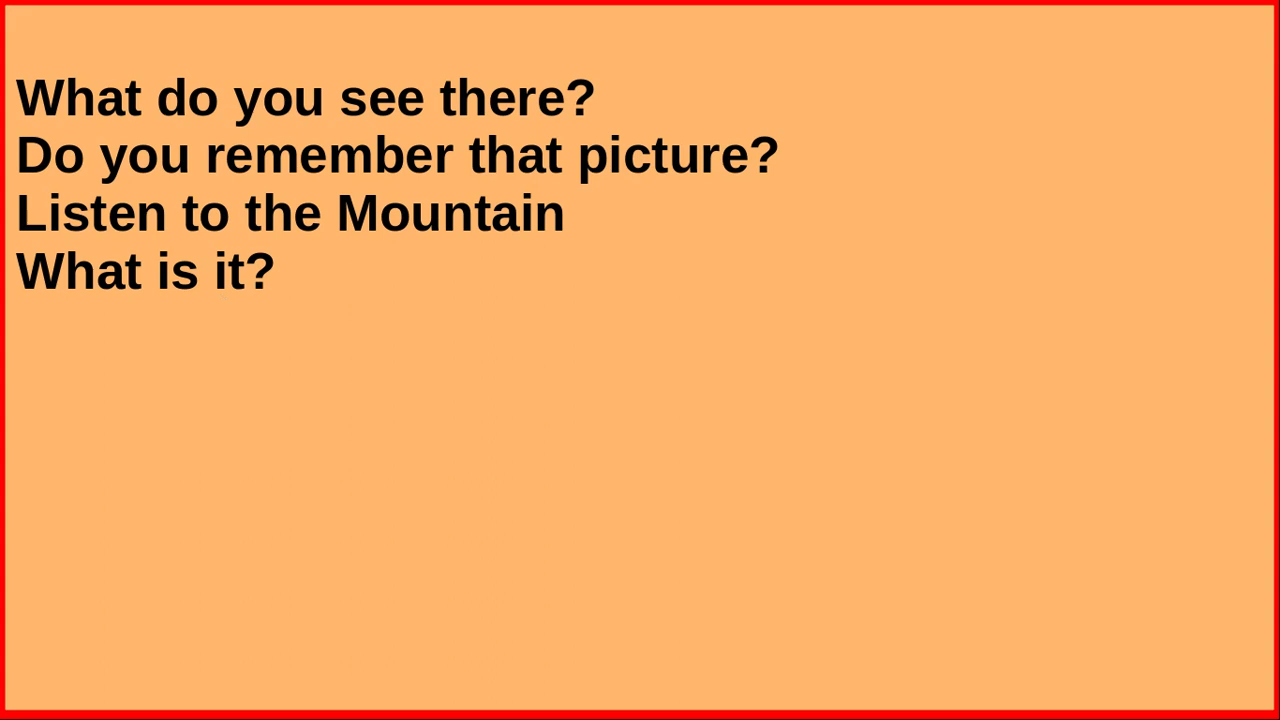 What do you see there?
Do you remember that picture?
Listen to the Mountain
What is it?